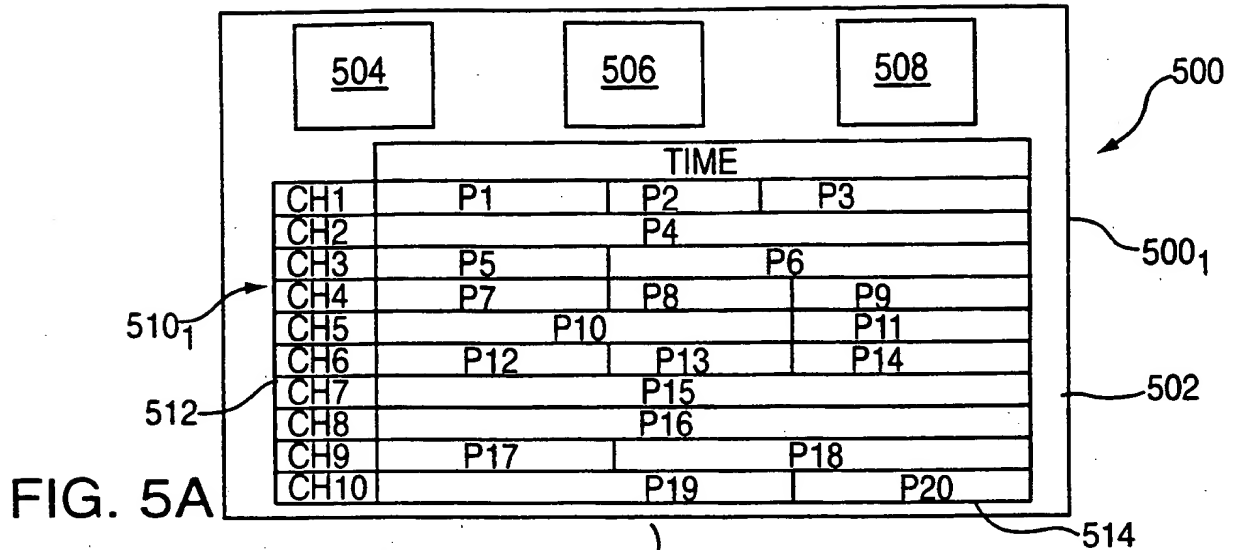 504 506 508
500
TIME
CH1 P1 P2 P3
CH2 P4
500₁
CH3 P5 P6
CH4 P7 P8 P9
510₁
CH5 P10 P11
CH6 P12 P13 P14
CH7 P15
502
512
CH8 P16
CH9 P17 P18
CH10 P19 P20
FIG. 5A
514